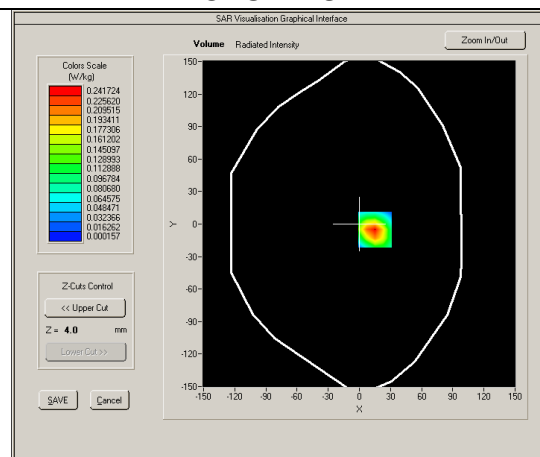 SAR Visualisation Graphical Interface
Volume Radiated Intensity
Zoom In/Out
Colors Scale
(W/kg)
0.241724
0.225620
0.209515
0.193411
0.177306
0.161202
0.145097
0.128993
0.112888
0.096784
0.080680
0.064575
0.048471
0.032366
0.016262
0.000157
Z-Cuts Control
<< Upper Cut
Z = 4.0 mm
Lower Cut >>
SAVE Cancel
150
120
90
60
30
0
-30
-60
-90
-120
-150
Y
-150 -120 -90 -60 -30 0 30 60 90 120 150
X